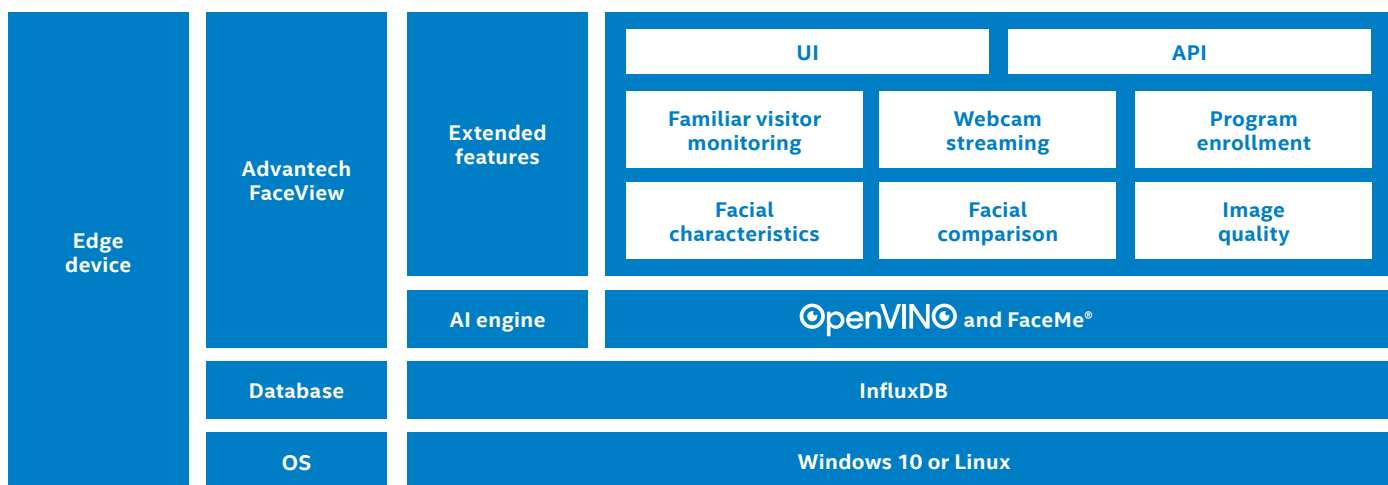 Edge
device
Advantech
FaceView
Extended
features
UI
API
Familiar visitor
monitoring
Webcam
streaming
Program
enrollment
Facial
characteristics
Facial
comparison
Image
quality
AI engine
OpenVINO and FaceMe®
Database
InfluxDB
OS
Windows 10 or Linux